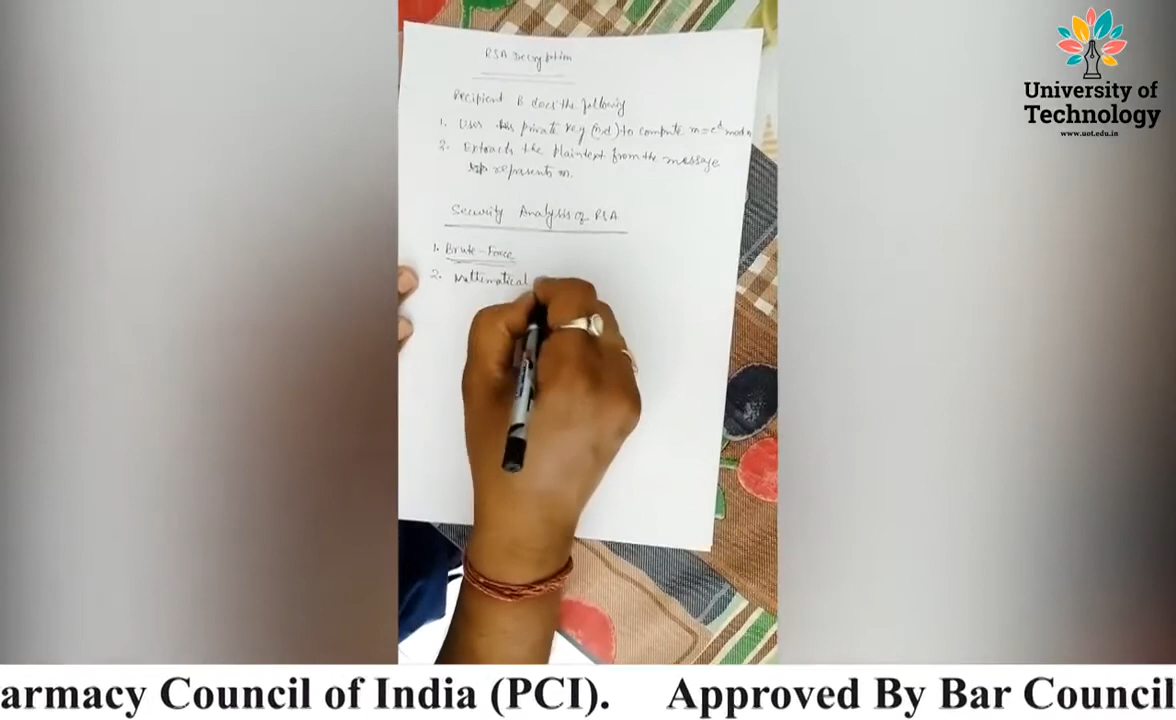 RSA Decryption
Recipient B does the following
1. Uses his private key (n,d) to compute m = c^d mod n
2. Extracts the plaintext from the message
represents m.
Security Analysis of RSA
1. Brute-Force
2. Mathimatical
University of
Technology
www.uot.edu.in
armacy Council of India (PCI). Approved By Bar Council